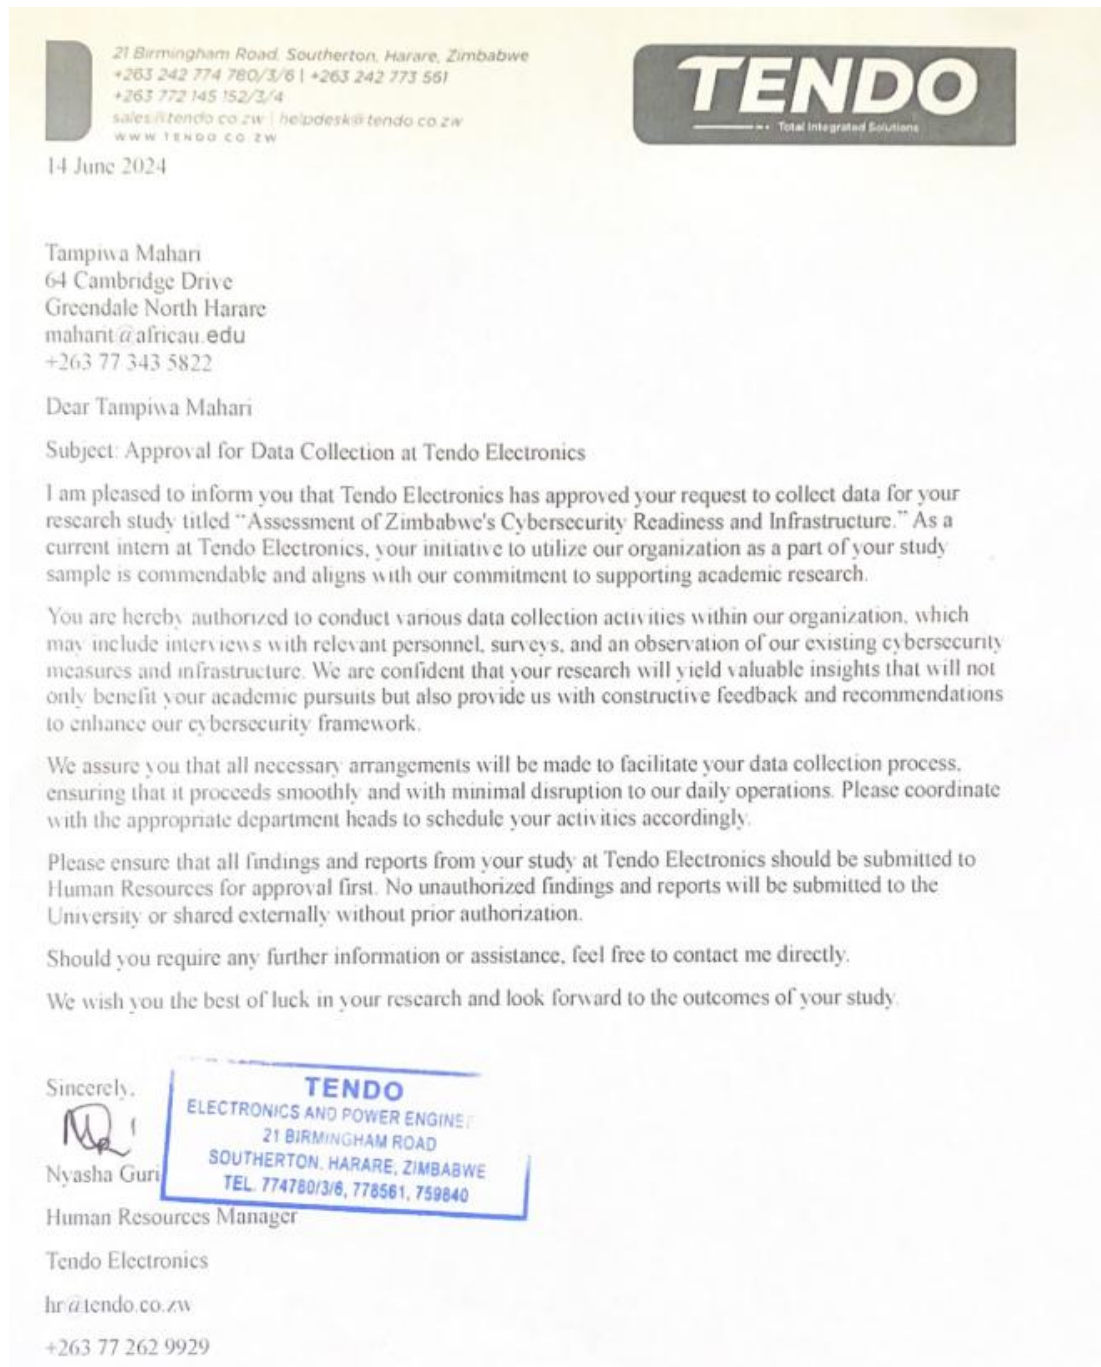 21 Birmingham Road, Southerton, Harare, Zimbabwe
+263 242 774 780/3/6 | +263 242 773 561
+263 772 145 152/3/4
sales@tendo.co.zw | helpdesk@tendo.co.zw
WWW.TENDO.CO.ZW
TENDO
Total Integrated Solutions
14 June 2024
Tampiwa Mahari
64 Cambridge Drive
Greendale North Harare
maharit@africau.edu
+263 77 343 5822
Dear Tampiwa Mahari
Subject: Approval for Data Collection at Tendo Electronics
I am pleased to inform you that Tendo Electronics has approved your request to collect data for your
research study titled “Assessment of Zimbabwe's Cybersecurity Readiness and Infrastructure.” As a
current intern at Tendo Electronics, your initiative to utilize our organization as a part of your study
sample is commendable and aligns with our commitment to supporting academic research.
You are hereby authorized to conduct various data collection activities within our organization, which
may include interviews with relevant personnel, surveys, and an observation of our existing cybersecurity
measures and infrastructure. We are confident that your research will yield valuable insights that will not
only benefit your academic pursuits but also provide us with constructive feedback and recommendations
to enhance our cybersecurity framework.
We assure you that all necessary arrangements will be made to facilitate your data collection process,
ensuring that it proceeds smoothly and with minimal disruption to our daily operations. Please coordinate
with the appropriate department heads to schedule your activities accordingly.
Please ensure that all findings and reports from your study at Tendo Electronics should be submitted to
Human Resources for approval first. No unauthorized findings and reports will be submitted to the
University or shared externally without prior authorization.
Should you require any further information or assistance, feel free to contact me directly.
We wish you the best of luck in your research and look forward to the outcomes of your study.
Sincerely,
TENDO
ELECTRONICS AND POWER ENGINE
21 BIRMINGHAM ROAD
SOUTHERTON, HARARE, ZIMBABWE
TEL. 774780/3/6, 778561, 759840
Nyasha Guri
Human Resources Manager
Tendo Electronics
hr@tendo.co.zw
+263 77 262 9929